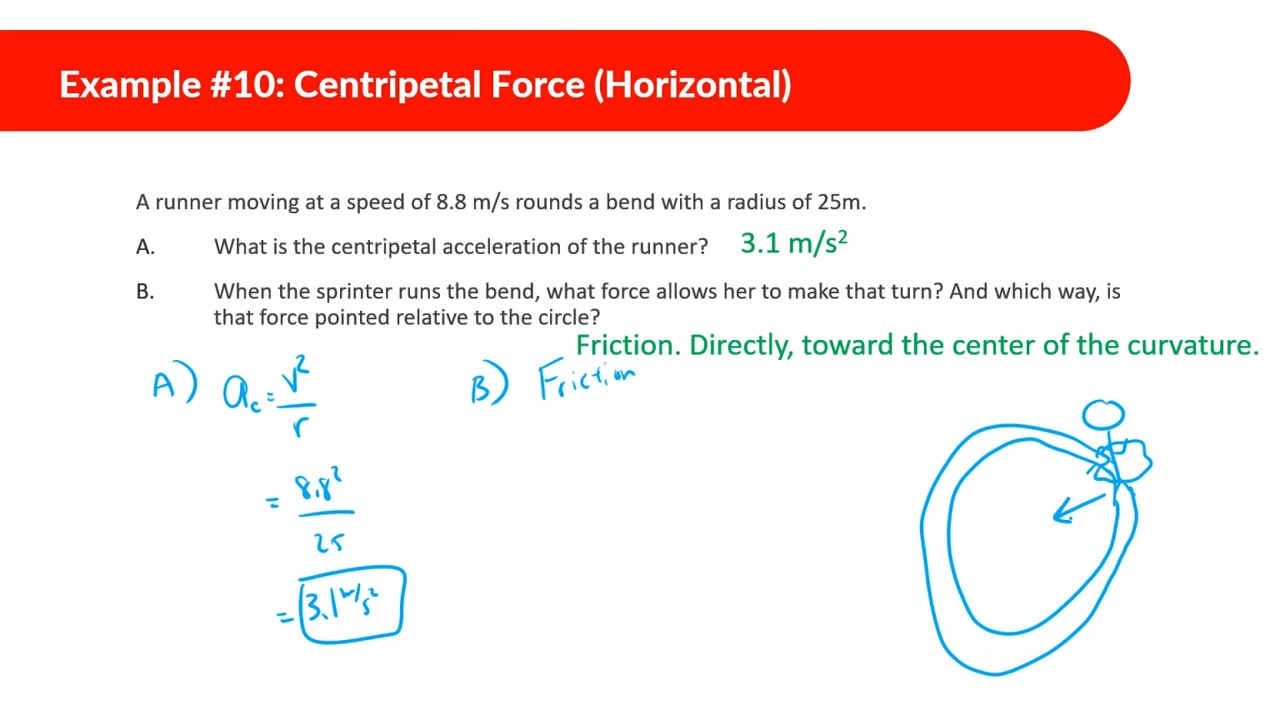 Example #10: Centripetal Force (Horizontal)
A runner moving at a speed of 8.8 m/s rounds a bend with a radius of 25m.
A. What is the centripetal acceleration of the runner? 3.1 m/s²
B. When the sprinter runs the bend, what force allows her to make that turn? And which way, is
that force pointed relative to the circle?
Friction. Directly, toward the center of the curvature.
A) a_c = v²/r
= 8.8²/25
= 3.1 m/s²
B) Friction